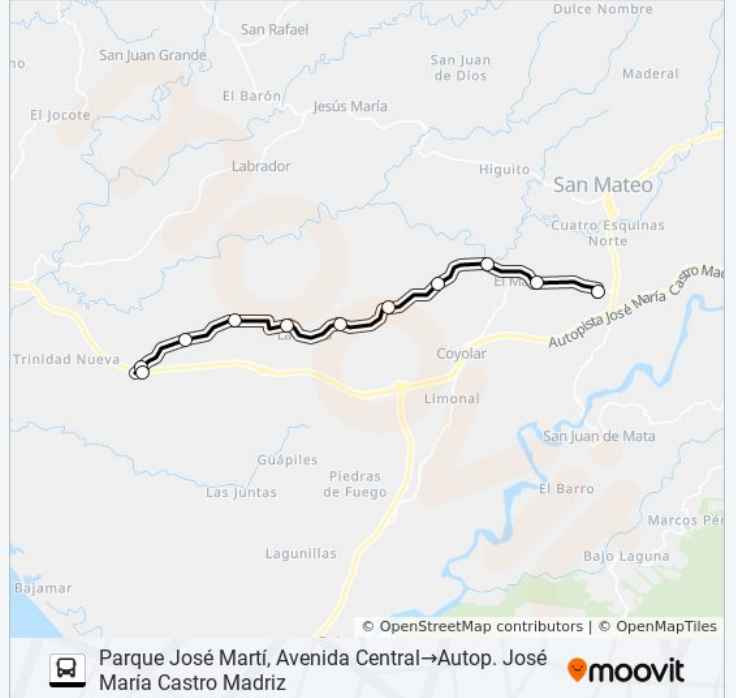 Dulce Nombre
San Rafael
San Juan Grande
San Juan
de Dios
Maderal
El Barón
Jesús María
El Jocote
Labrador
Higuito
San Mateo
Cuatro Esquinas
Norte
Autopista José María Castro Mad
Trinidad Nueva
Coyolar
Limonal
San Juan de Mata
Guápiles
Piedras
de Fuego
Las Juntas
El Barro
Marcos Pér
Lagunillas
Bajo Laguna
Bajamar
© OpenStreetMap contributors | © OpenMapTiles
Parque José Martí, Avenida Central→Autop. José
María Castro Madriz
moovit